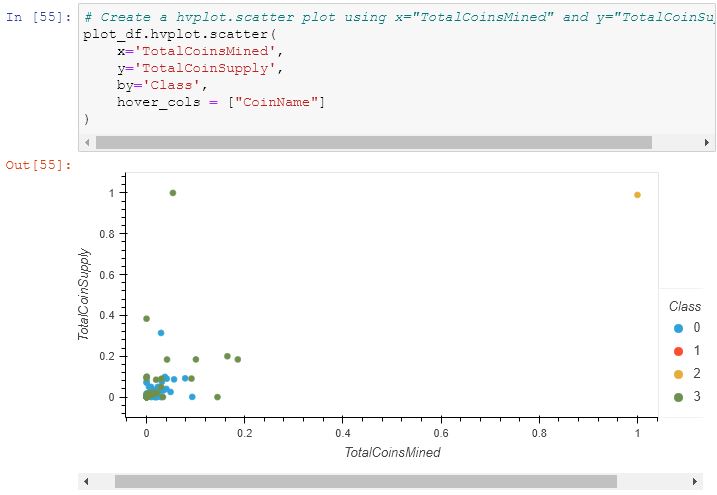 In [55]:
# Create a hvplot.scatter plot using x="TotalCoinsMined" and y="TotalCoinSu
plot_df.hvplot.scatter(
x='TotalCoinsMined',
y='TotalCoinSupply',
by='Class',
hover_cols = ["CoinName"]
)
Out[55]:
1
0.8
0.6
0.4
0.2
0
TotalCoinSupply
0 0.2 0.4 0.6 0.8 1
TotalCoinsMined
Class
0
1
2
3